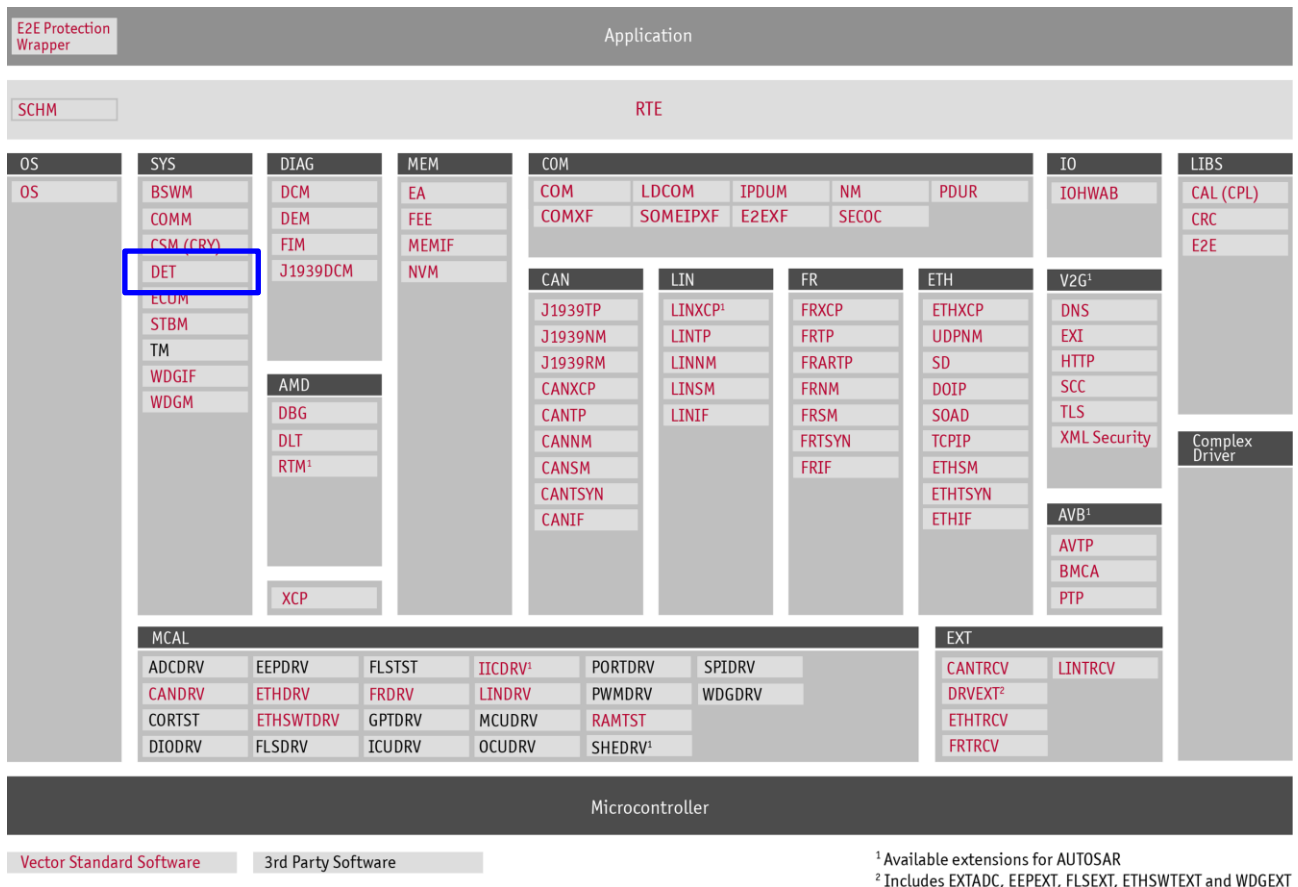 E2E Protection
Wrapper
Application
SCHM
RTE
OS
OS
SYS
BSWM
COMM
CSM (CRY)
DET
ECUM
STBM
TM
WDGIF
WDGM
DIAG
DCM
DEM
FIM
J1939DCM
AMD
DBG
DLT
RTM¹
XCP
MEM
EA
FEE
MEMIF
NVM
COM
COM LDCOM IPDUM NM PDUR
COMXF SOMEIPXF E2EXF SECOC
CAN
J1939TP
J1939NM
J1939RM
CANXCP
CANTP
CANNM
CANSM
CANTSYN
CANIF
LIN
LINXCP¹
LINTP
LINNM
LINSM
LINIF
FR
FRXCP
FRTP
FRARTP
FRNM
FRSM
FRTSYN
FRIF
ETH
ETHXCP
UDPNM
SD
DOIP
SOAD
TCPIP
ETHSM
ETHTSYN
ETHIF
IO
IOHWAB
V2G¹
DNS
EXI
HTTP
SCC
TLS
XML Security
AVB¹
AVTP
BMCA
PTP
LIBS
CAL (CPL)
CRC
E2E
Complex
Driver
MCAL
ADCDRV EEPDRV FLSTST IICDRV¹ PORTDRV SPIDRV
CANDRV ETHDRV FRDRV LINDRV PWMDRV WDGDRV
CORTST ETHSWTDRV GPTDRV MCUDRV RAMTST
DIODRV FLSDRV ICUDRV OCUDRV SHEDRV¹
EXT
CANTRCV LINTRCV
DRVEXT²
ETHTRCV
FRTRCV
Microcontroller
Vector Standard Software
3rd Party Software
¹ Available extensions for AUTOSAR
² Includes EXTADC, EEPEXT, FLSEXT, ETHSWTEXT and WDGEXT